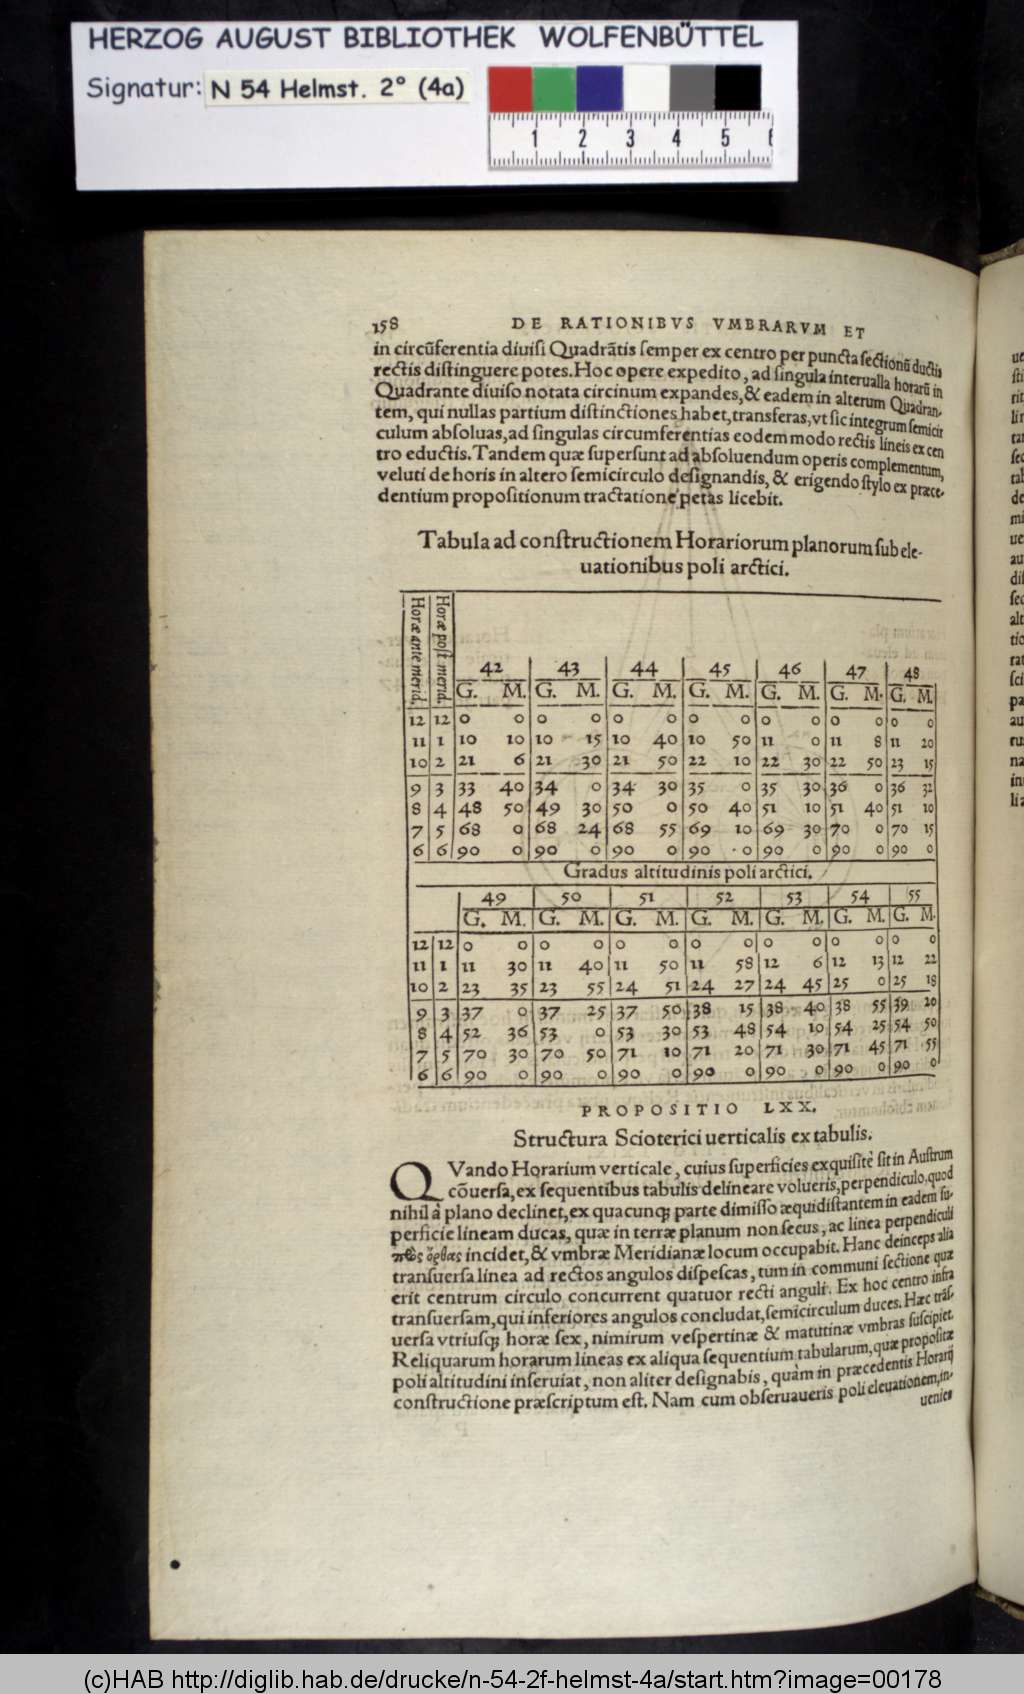 HERZOG AUGUST BIBLIOTHEK WOLFENBÜTTEL
Signatur: N 54 Helmst. 2° (4a)
1 2 3 4 5
158 DE RATIONIBVS VMBRARVM ET
in circūferentia diuiſi Quadrātis ſemper ex centro per puncta ſectionū ductis
rectis diſtinguere potes. Hoc opere expedito, ad ſingula interualla horarū in
Quadrante diuiſo notata circinum expandes, & eadem in alterum Quadran-
tem, qui nullas partium diſtinctiones habet, transferas, vt ſic integrum ſemicir
culum abſoluas, ad ſingulas circumferentias eodem modo rectis lineis ex cen
tro eductis. Tandem quæ ſuperſunt ad abſoluendum operis complementum,
veluti de horis in altero ſemicirculo deſignandis, & erigendo ſtylo ex præce-
dentium propoſitionum tractatione petas licebit.
Tabula ad conſtructionem Horariorum planorum ſub ele-
uationibus poli arctici.
Horæ ante merid. Horæ poſt merid.
42 43 44 45 46 47 48
G. M. G. M. G. M. G. M. G. M. G. M. G. M.
12 12 0 0 0 0 0 0 0 0 0 0 0 0 0 0
11 1 10 10 10 15 10 40 10 50 11 0 11 8 11 20
10 2 21 6 21 30 21 50 22 10 22 30 22 50 23 15
9 3 33 40 34 0 34 30 35 0 35 30 36 0 36 32
8 4 48 50 49 30 50 0 50 40 51 10 51 40 51 10
7 5 68 0 68 24 68 55 69 10 69 30 70 0 70 15
6 6 90 0 90 0 90 0 90 0 90 0 90 0 90 0
Gradus altitudinis poli arctici.
49 50 51 52 53 54 55
G. M. G. M. G. M. G. M. G. M. G. M. G. M.
12 12 0 0 0 0 0 0 0 0 0 0 0 0 0 0
11 1 11 30 11 40 11 50 11 58 12 6 12 13 12 22
10 2 23 35 23 55 24 51 24 27 24 45 25 0 25 18
9 3 37 0 37 25 37 50 38 15 38 40 38 55 39 20
8 4 52 36 53 0 53 30 53 48 54 10 54 25 54 50
7 5 70 30 70 50 71 10 71 20 71 30 71 45 71 55
6 6 90 0 90 0 90 0 90 0 90 0 90 0 90 0
PROPOSITIO LXX.
Structura Scioterici uerticalis ex tabulis.
QVando Horarium verticale, cuius ſuperficies exquiſitè ſit in Auſtrum
cōuerſa, ex ſequentibus tabulis delineare volueris, perpendiculo, quod
nihil à plano declinet, ex quacunq; parte dimiſſo æquidiſtantem in eadem ſu-
perficie lineam ducas, quæ in terræ planum non ſecus, ac linea perpendiculi
πρὸς ὄρθας incidet, & vmbræ Meridianæ locum occupabit. Hanc deinceps alia
tranſuerſa linea ad rectos angulos diſpeſcas, tum in communi ſectione quæ
erit centrum circulo concurrent quatuor recti anguli. Ex hoc centro infra
tranſuerſam, qui inferiores angulos concludat, ſemicirculum duces. Hæc trāſ-
uerſa vtriuſq; horæ ſex, nimirum veſpertinæ & matutinæ vmbras ſuſcipiet.
Reliquarum horarum lineas ex aliqua ſequentium tabularum, quæ propoſitæ
poli altitudini inſeruiat, non aliter deſignabis, quàm in præcedentis Horarij
conſtructione præſcriptum eſt. Nam cum obſeruaueris poli eleuationem, in-
uenies
(c)HAB http://diglib.hab.de/drucke/n-54-2f-helmst-4a/start.htm?image=00178